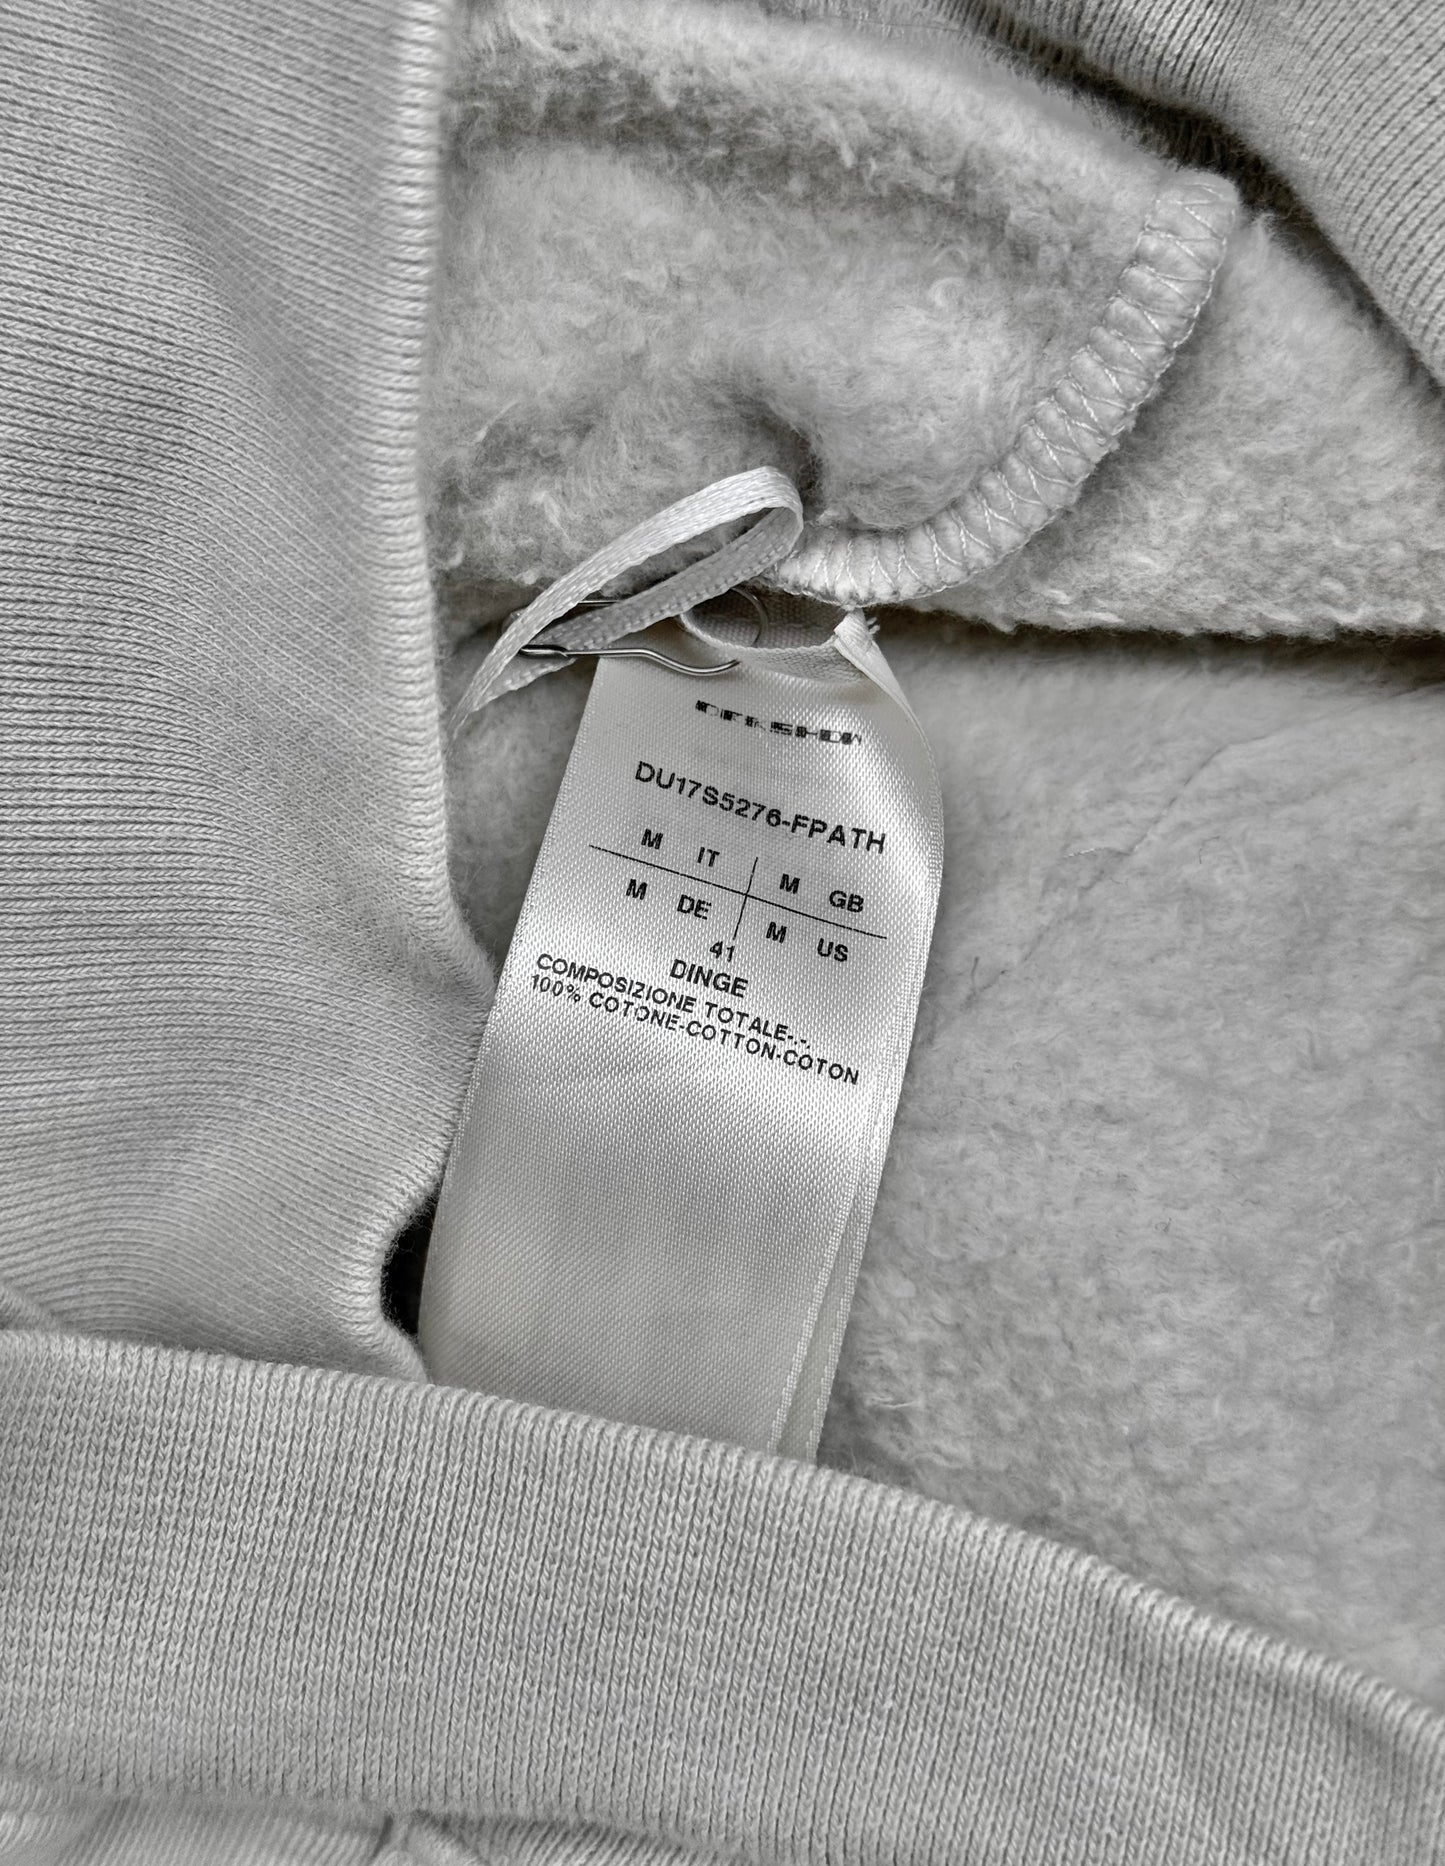 DU17S5276-FPATH
M IT M GB
M DE M US
41
DINGE
COMPOSIZIONE TOTALE-.-.
100% COTONE-COTTON-COTON